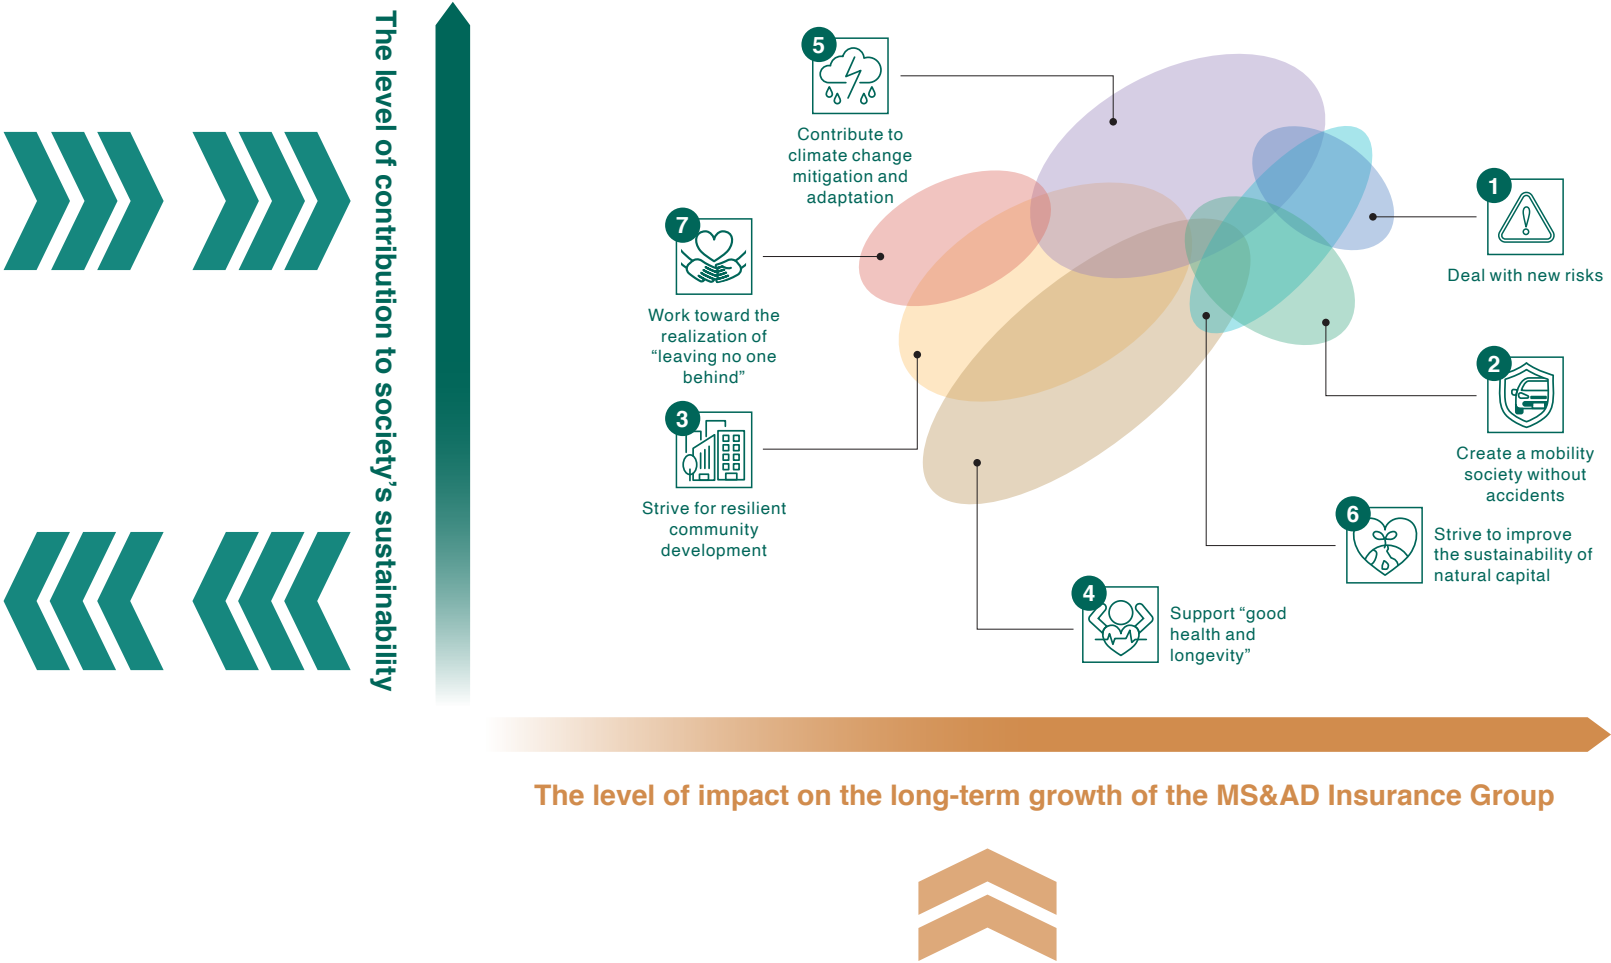 The level of contribution to society’s sustainability
5
Contribute to
climate change
mitigation and
adaptation
1
Deal with new risks
7
Work toward the
realization of
“leaving no one
behind”
2
Create a mobility
society without
accidents
3
Strive for resilient
community
development
6
Strive to improve
the sustainability of
natural capital
4
Support “good
health and
longevity”
The level of impact on the long-term growth of the MS&AD Insurance Group